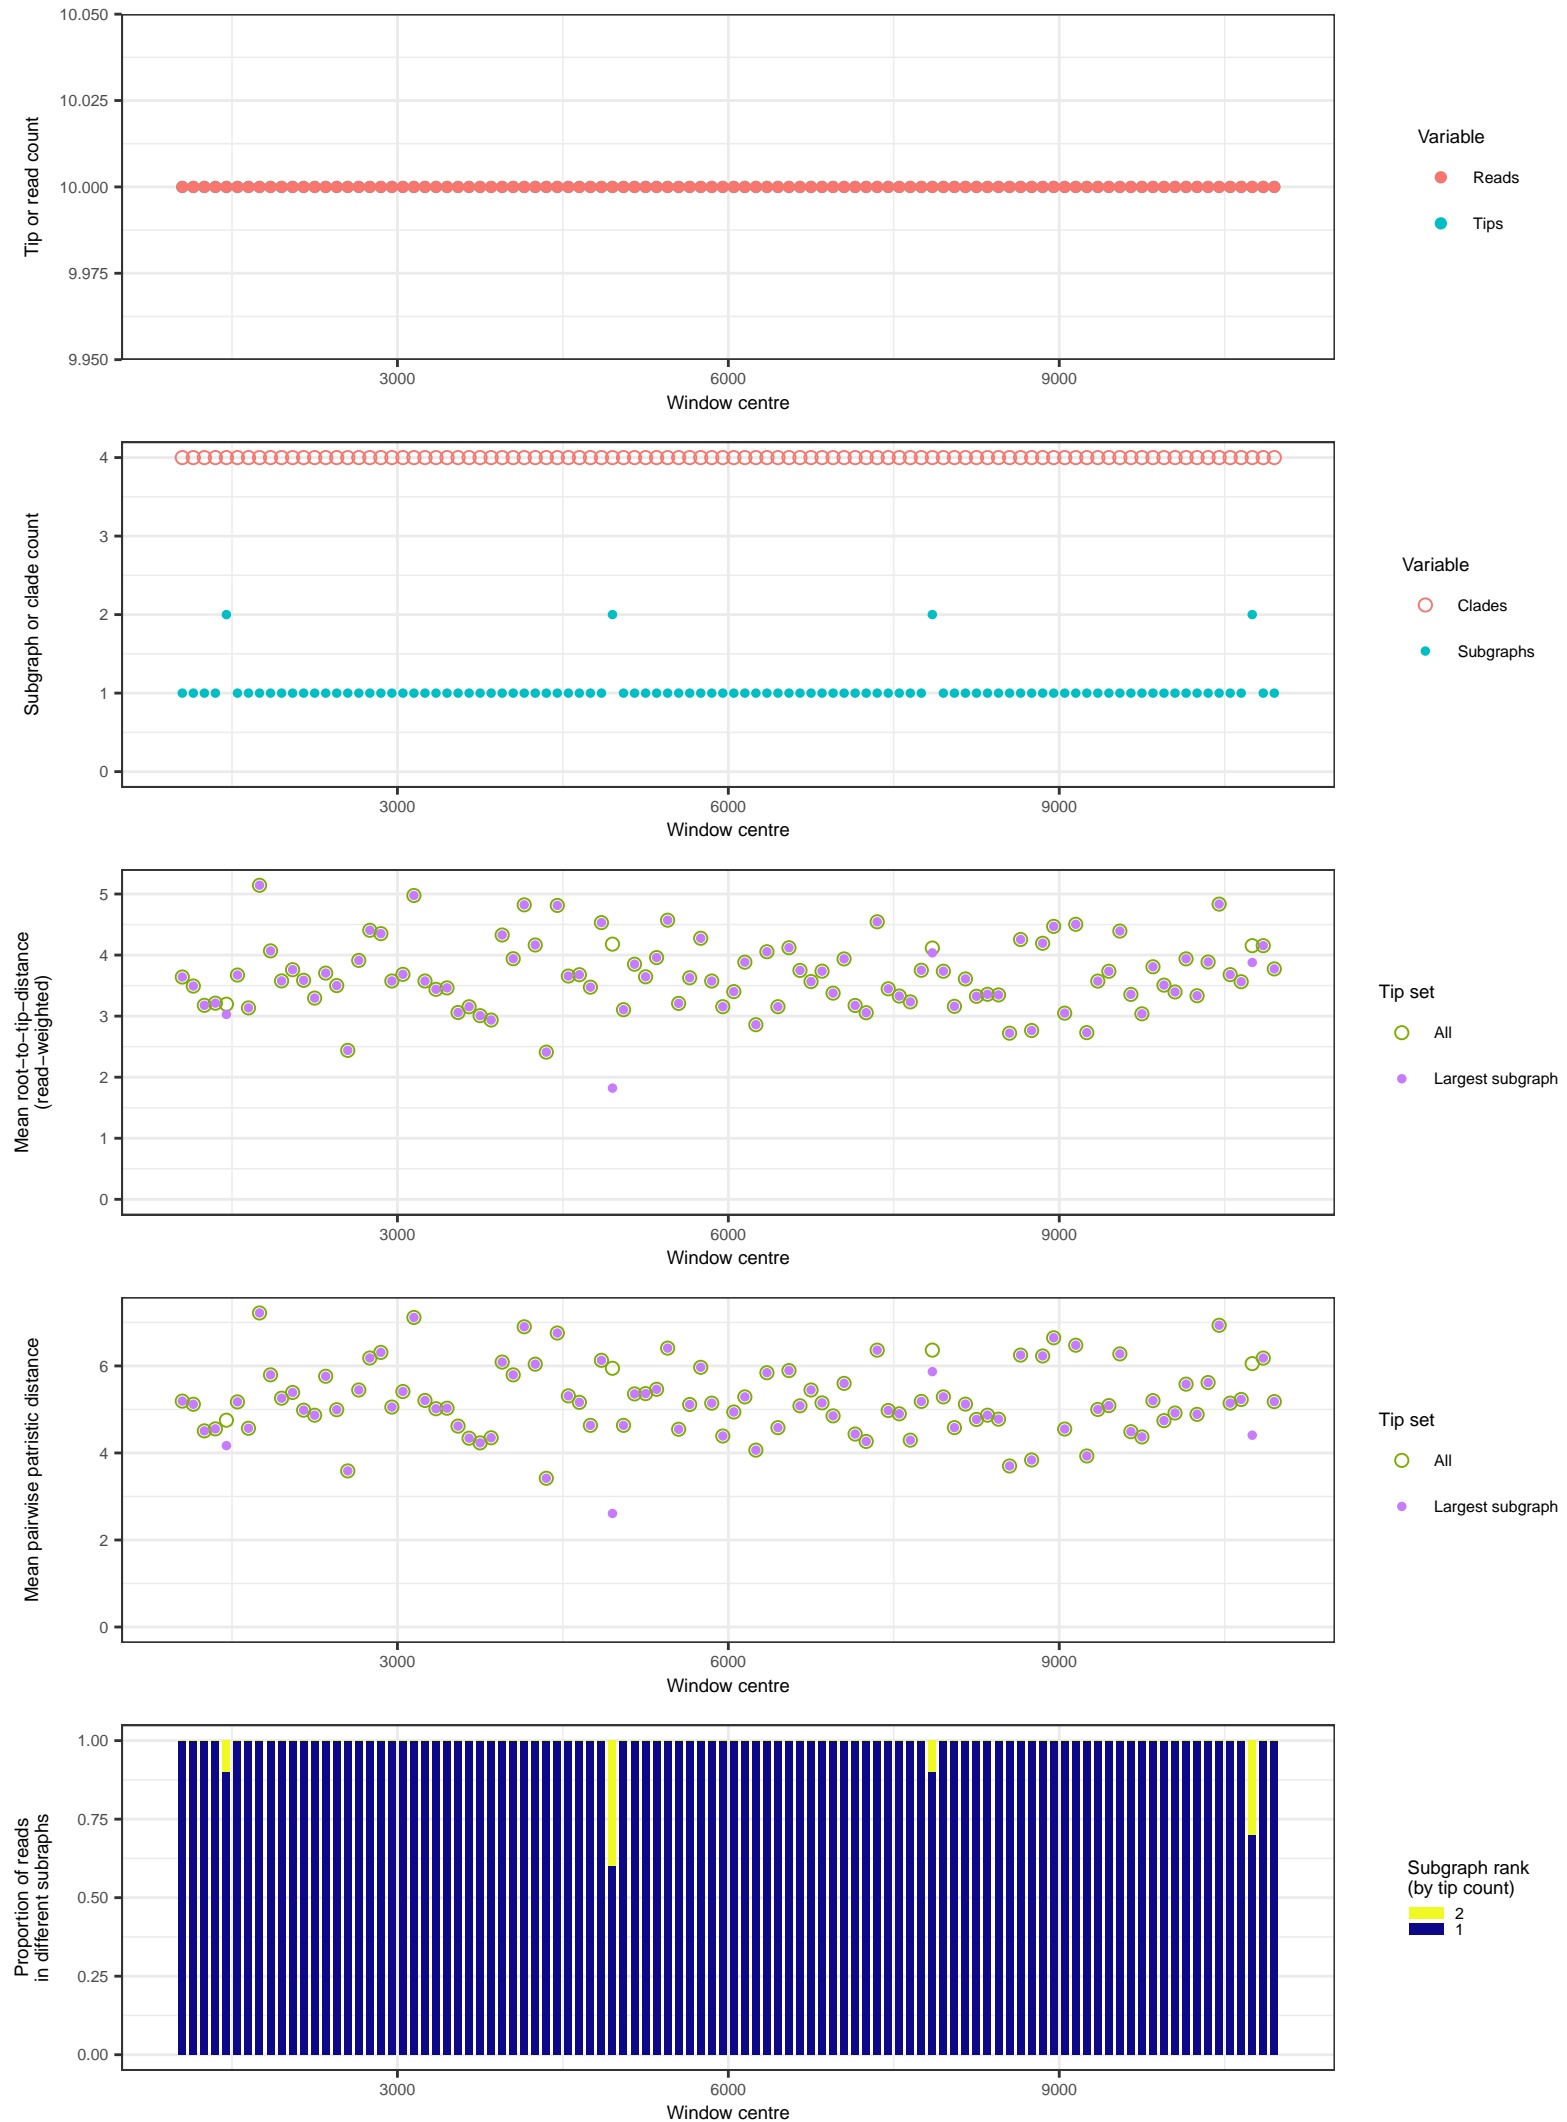 10.050
10.025
10.000
9.975
9.950
Tip or read count
3000
6000
9000
Window centre
Variable
Reads
Tips
4
3
2
1
0
Subgraph or clade count
3000
6000
9000
Window centre
Variable
Clades
Subgraphs
5
4
3
2
1
0
Mean root−to−tip−distance
(read−weighted)
3000
6000
9000
Window centre
Tip set
All
Largest subgraph
6
4
2
0
Mean pairwise patristic distance
3000
6000
9000
Window centre
Tip set
All
Largest subgraph
1.00
0.75
0.50
0.25
0.00
Proportion of reads
in different subraphs
3000
6000
9000
Window centre
Subgraph rank
(by tip count)
2
1